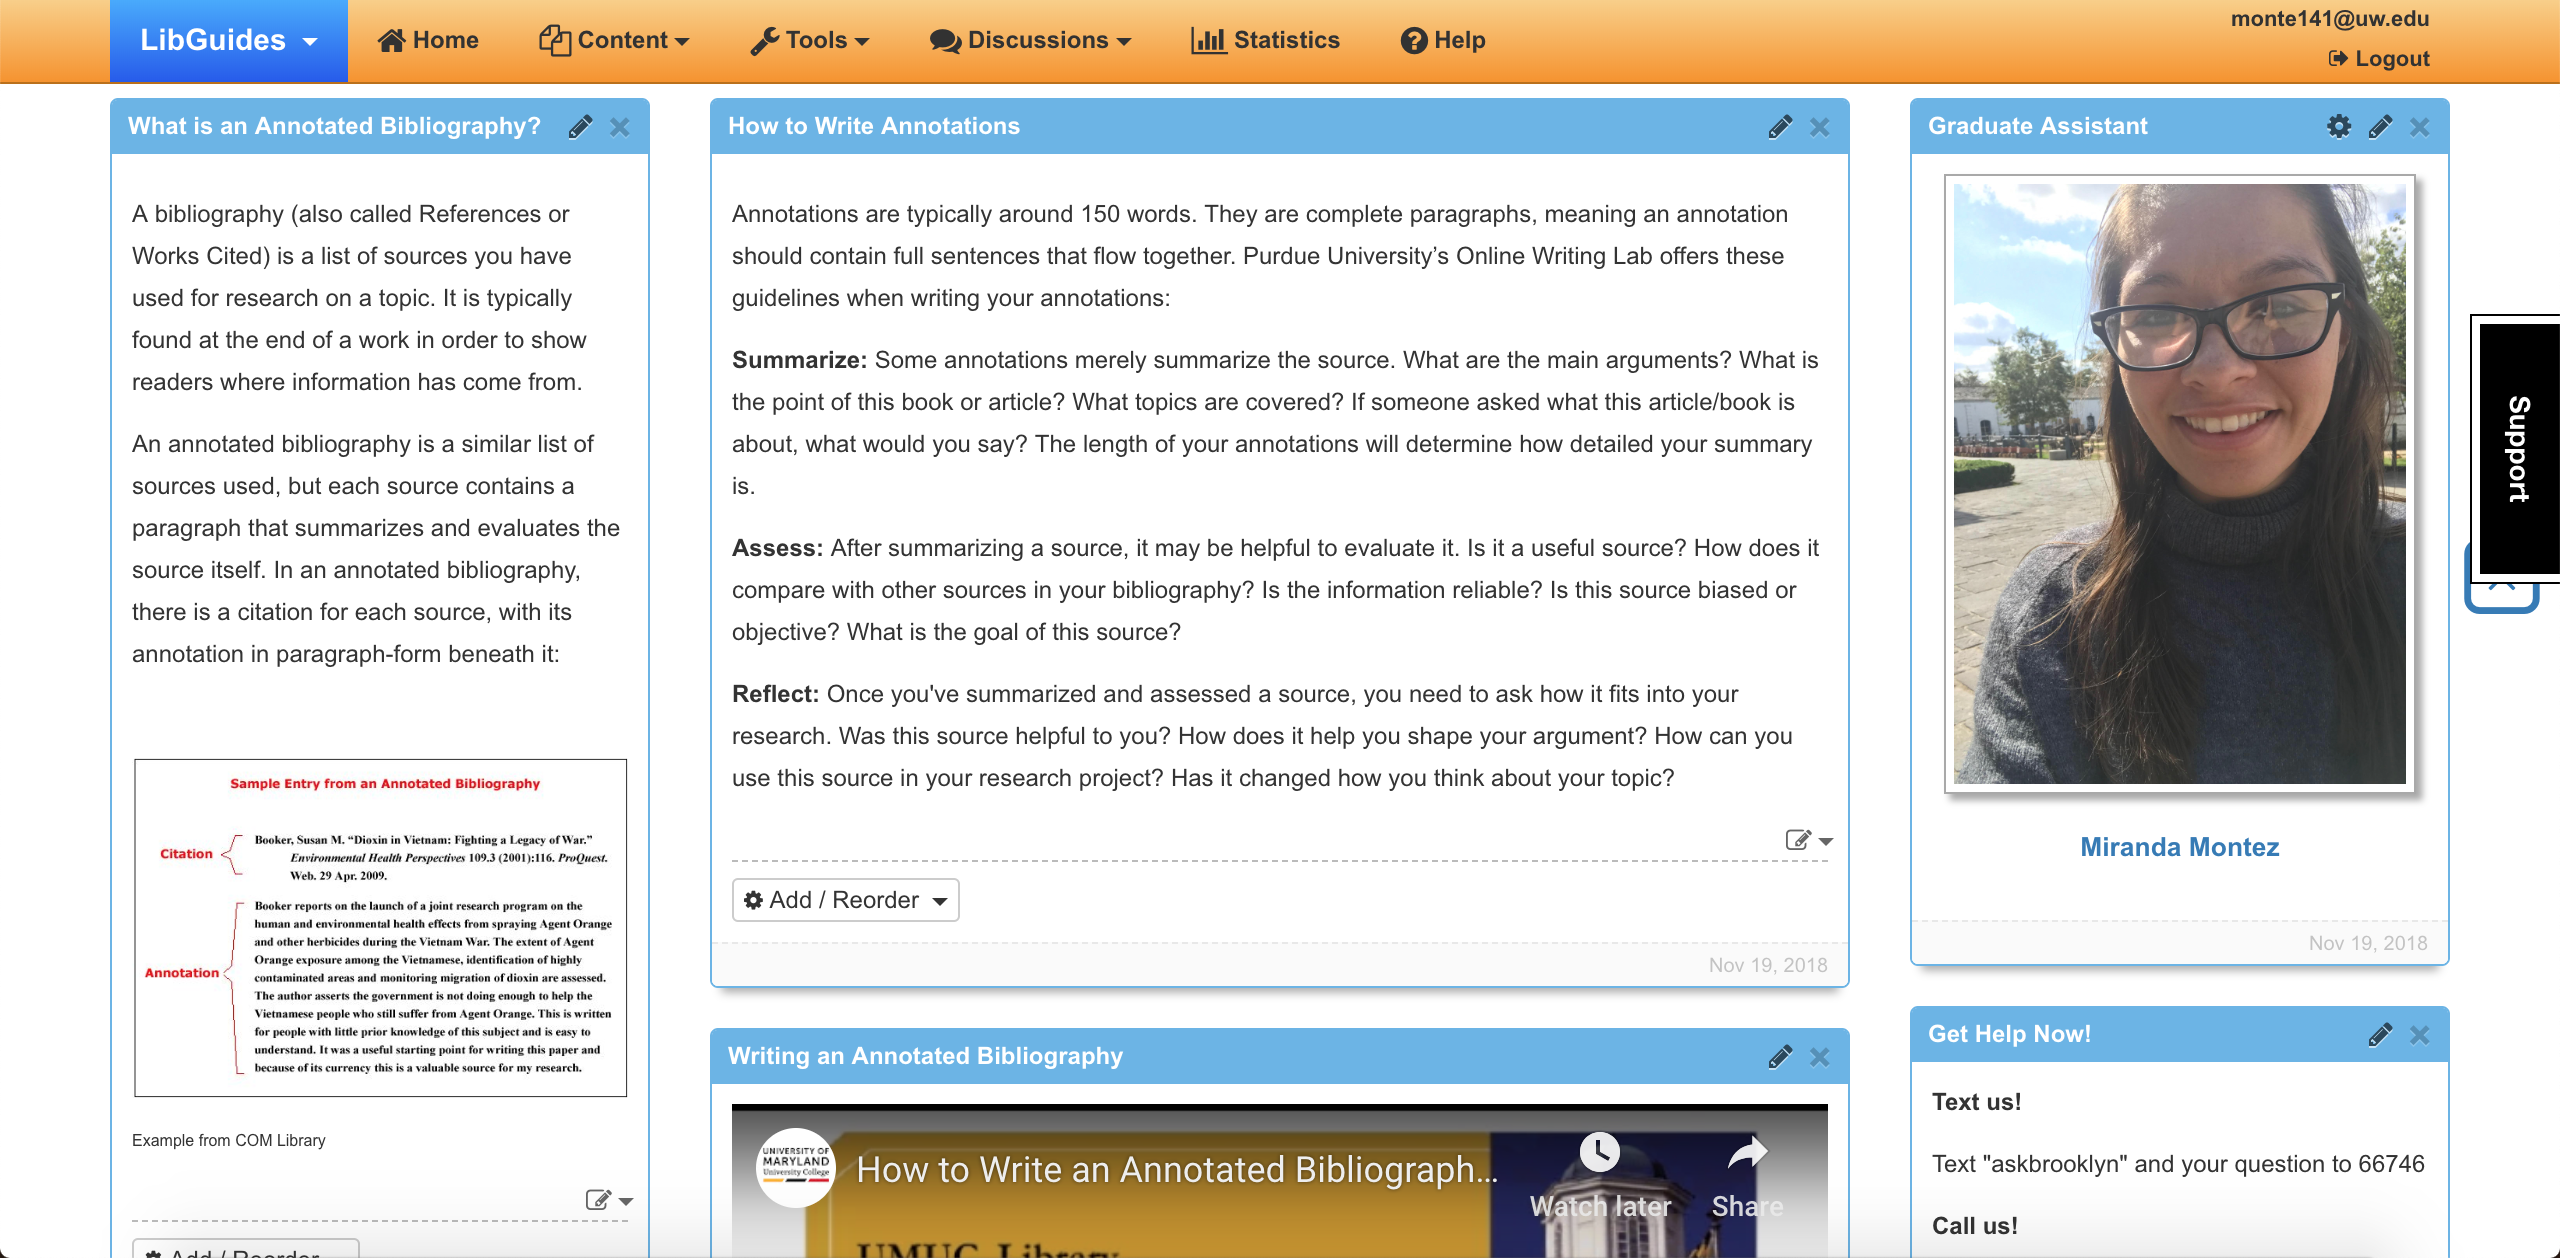 LibGuides
Home
Content
Tools
Discussions
Statistics
Help
monte141@uw.edu
Logout
What is an Annotated Bibliography?
A bibliography (also called References or
Works Cited) is a list of sources you have
used for research on a topic. It is typically
found at the end of a work in order to show
readers where information has come from.
An annotated bibliography is a similar list of
sources used, but each source contains a
paragraph that summarizes and evaluates the
source itself. In an annotated bibliography,
there is a citation for each source, with its
annotation in paragraph-form beneath it:
Sample Entry from an Annotated Bibliography
Citation
Booker, Susan M. “Dioxin in Vietnam: Fighting a Legacy of War.”
Environmental Health Perspectives 109.3 (2001):116. ProQuest.
Web. 29 Apr. 2009.
Annotation
Booker reports on the launch of a joint research program on the
human and environmental health effects from spraying Agent Orange
and other herbicides during the Vietnam War. The extent of Agent
Orange exposure among the Vietnamese, identification of highly
contaminated areas and monitoring migration of dioxin are assessed.
The author asserts the government is not doing enough to help the
Vietnamese people who still suffer from Agent Orange. This is written
for people with little prior knowledge of this subject and is easy to
understand. It was a useful starting point for writing this paper and
because of its currency this is a valuable source for my research.
Example from COM Library
Add / Reorder
How to Write Annotations
Annotations are typically around 150 words. They are complete paragraphs, meaning an annotation
should contain full sentences that flow together. Purdue University’s Online Writing Lab offers these
guidelines when writing your annotations:
Summarize: Some annotations merely summarize the source. What are the main arguments? What is
the point of this book or article? What topics are covered? If someone asked what this article/book is
about, what would you say? The length of your annotations will determine how detailed your summary
is.
Assess: After summarizing a source, it may be helpful to evaluate it. Is it a useful source? How does it
compare with other sources in your bibliography? Is the information reliable? Is this source biased or
objective? What is the goal of this source?
Reflect: Once you've summarized and assessed a source, you need to ask how it fits into your
research. Was this source helpful to you? How does it help you shape your argument? How can you
use this source in your research project? Has it changed how you think about your topic?
Add / Reorder
Nov 19, 2018
Writing an Annotated Bibliography
UNIVERSITY OF
MARYLAND
University College
How to Write an Annotated Bibliograph...
Watch later
Share
UMUC Library
Graduate Assistant
Miranda Montez
Nov 19, 2018
Get Help Now!
Text us!
Text "askbrooklyn" and your question to 66746
Call us!
Support